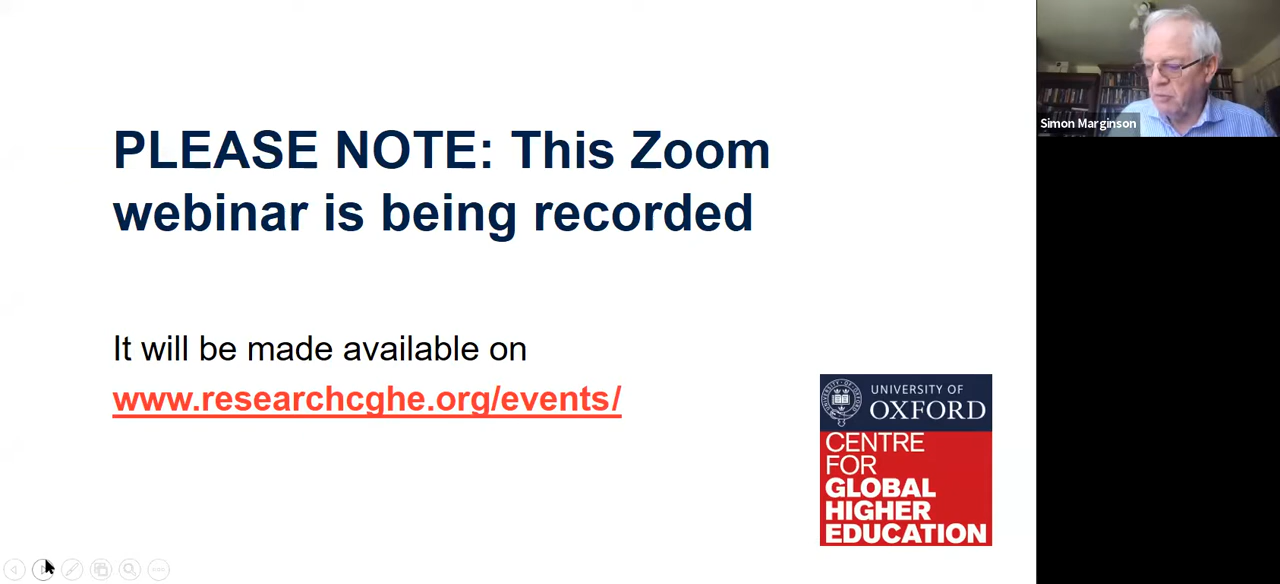 PLEASE NOTE: This Zoom
webinar is being recorded
It will be made available on
www.researchcghe.org/events/
UNIVERSITY OF
OXFORD
CENTRE
FOR
GLOBAL
HIGHER
EDUCATION
Simon Marginson